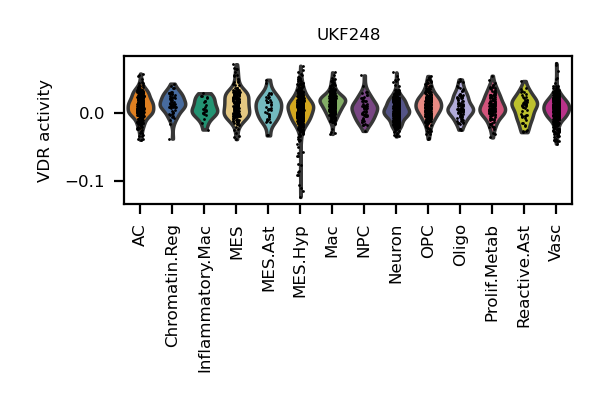 UKF248
VDR activity
0.0
−0.1
AC
Chromatin.Reg
Inflammatory.Mac
MES
MES.Ast
MES.Hyp
Mac
NPC
Neuron
OPC
Oligo
Prolif.Metab
Reactive.Ast
Vasc